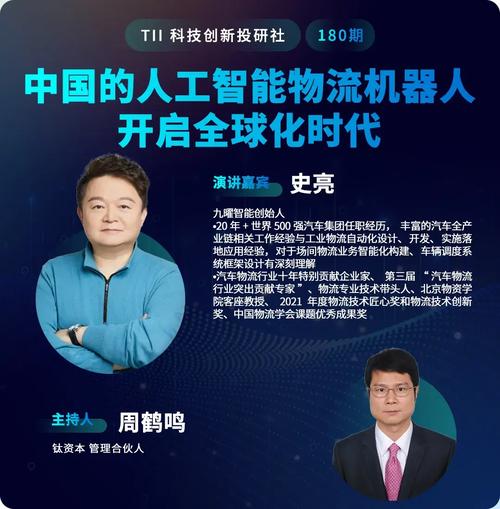 TII 科技创新投研社 180期
中国的人工智能物流机器人
开启全球化时代
演讲嘉宾 史亮
九曜智能创始人
•20 年 + 世界 500 强汽车集团任职经历， 丰富的汽车全产
业链相关工作经验与工业物流自动化设计、开发、实施落
地应用经验，对于场间物流业务智能化构建、车辆调度系
统框架设计有深刻理解
•汽车物流行业十年特别贡献企业家、 第三届 “ 汽车物流
行业突出贡献专家 ”、物流专业技术带头人、北京物资学
院客座教授、 2021 年度物流技术匠心奖和物流技术创新
奖、中国物流学会课题优秀成果奖
主持人 周鹤鸣
钛资本 管理合伙人